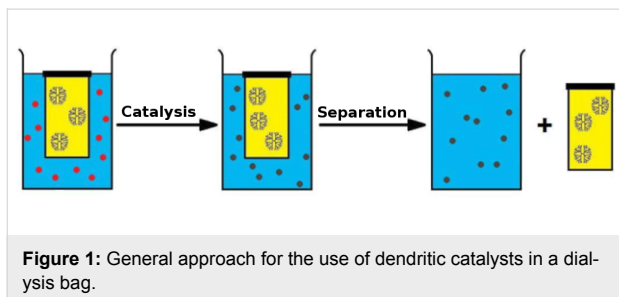 Catalysis
Separation
+
Figure 1: General approach for the use of dendritic catalysts in a dial-
ysis bag.